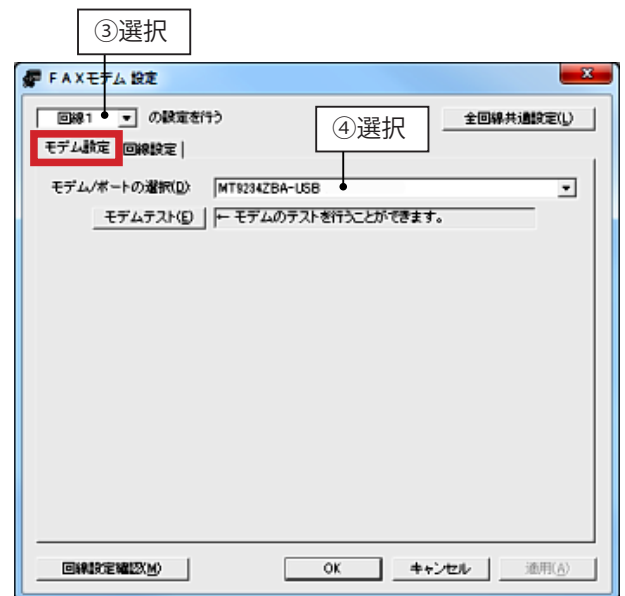 ③選択
FAXモデム 設定
回線1 の設定を行う
④選択
全回線共通設定(L)
モデム設定 回線設定
モデム/ポートの選択(D) MT9234ZBA-USB
モデムテスト(E) ← モデムのテストを行うことができます。
回線設定確認(M) OK キャンセル 適用(A)